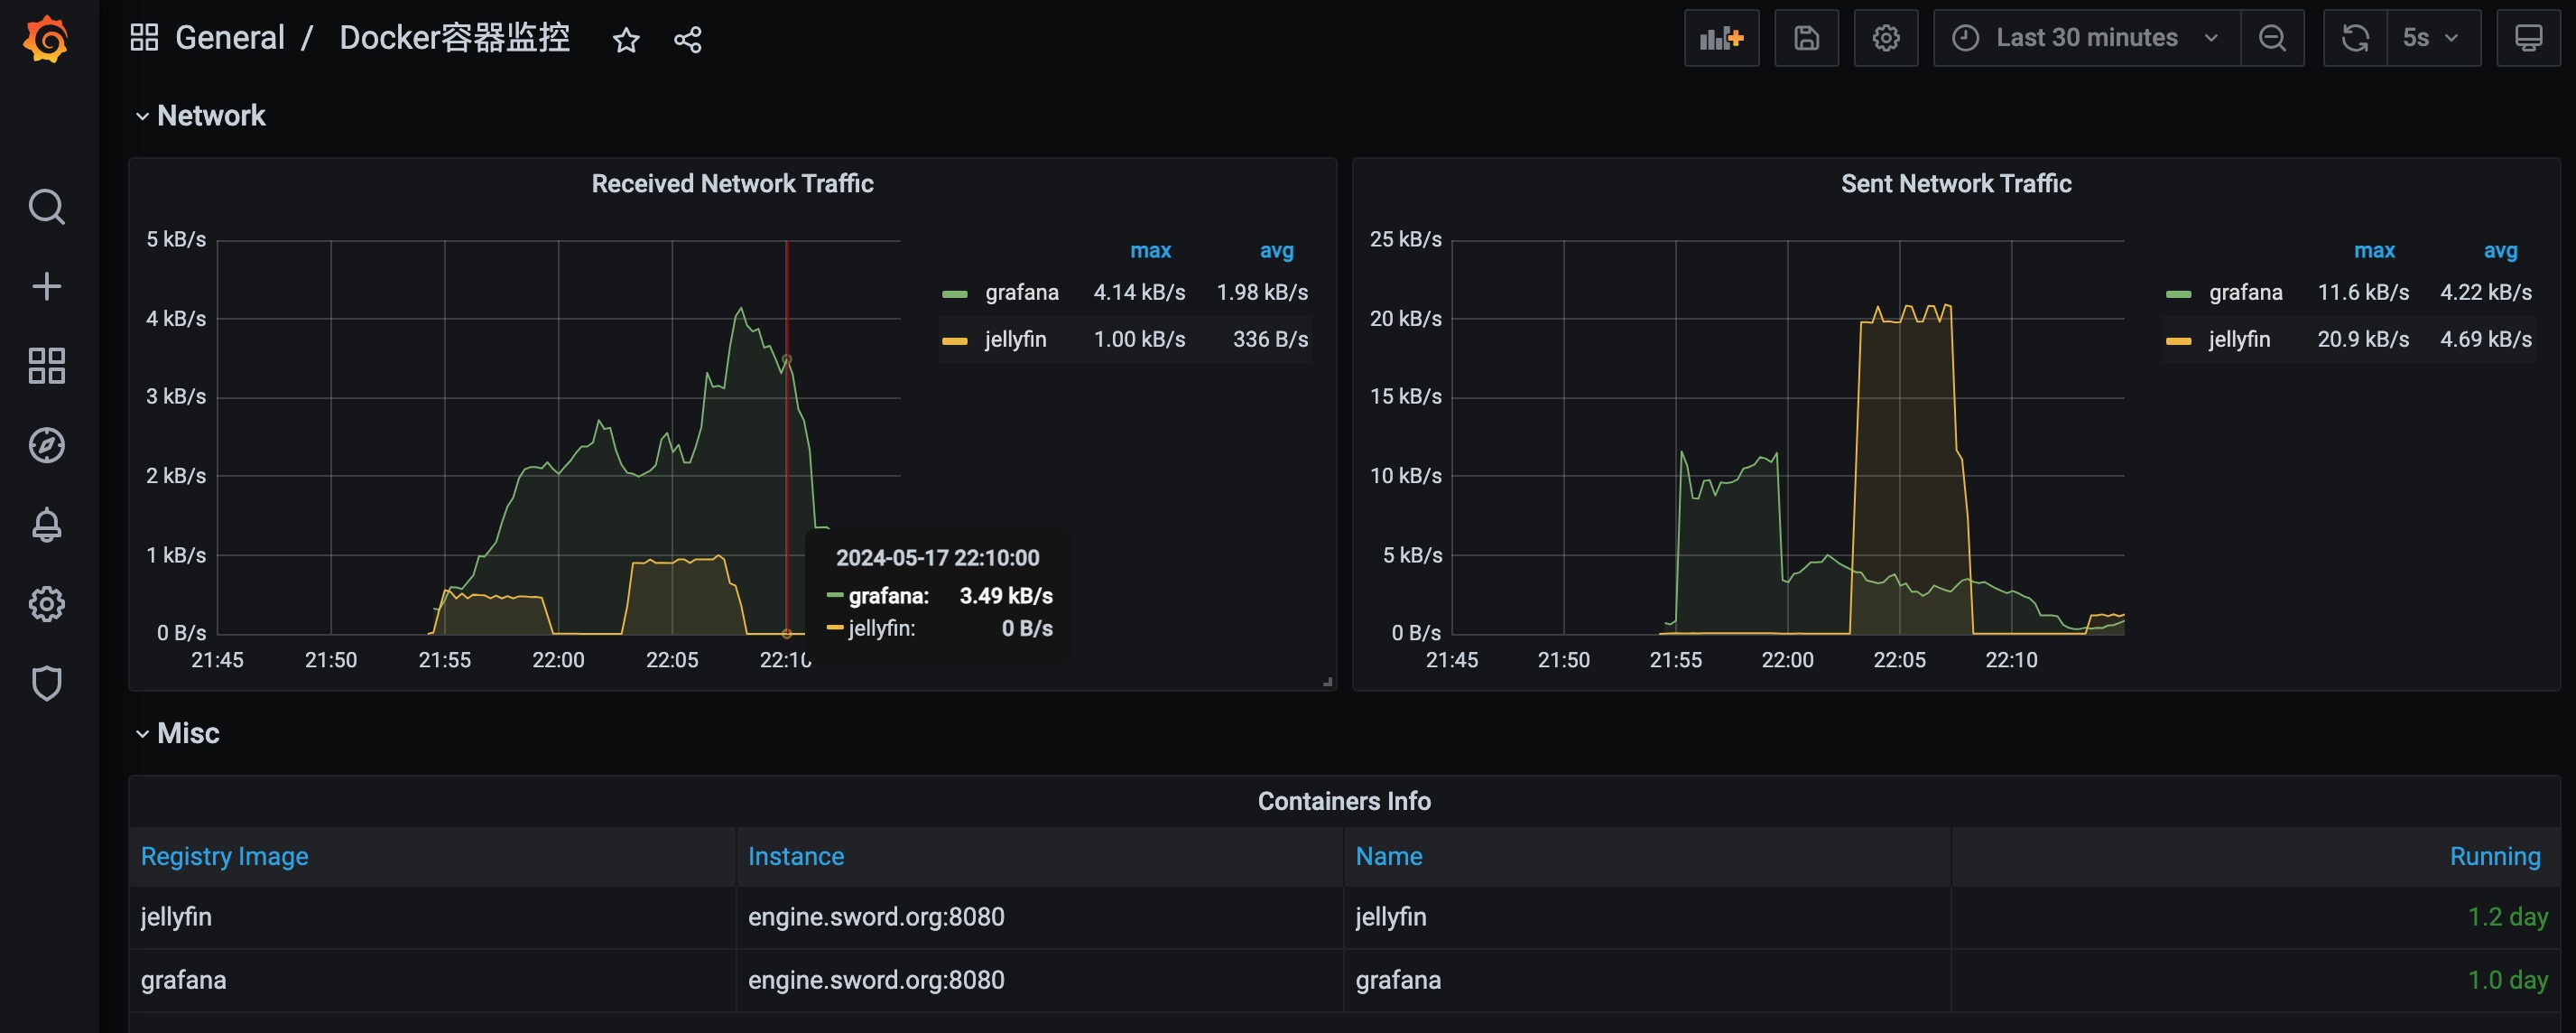 General / Docker容器监控
Last 30 minutes
5s
Network
Received Network Traffic
5 kB/s
4 kB/s
3 kB/s
2 kB/s
1 kB/s
0 B/s
21:45 21:50 21:55 22:00 22:05 22:10
max avg
grafana 4.14 kB/s 1.98 kB/s
jellyfin 1.00 kB/s 336 B/s
2024-05-17 22:10:00
grafana: 3.49 kB/s
jellyfin: 0 B/s
Sent Network Traffic
25 kB/s
20 kB/s
15 kB/s
10 kB/s
5 kB/s
0 B/s
21:45 21:50 21:55 22:00 22:05 22:10
max avg
grafana 11.6 kB/s 4.22 kB/s
jellyfin 20.9 kB/s 4.69 kB/s
Misc
Containers Info
Registry Image Instance Name Running
jellyfin engine.sword.org:8080 jellyfin 1.2 day
grafana engine.sword.org:8080 grafana 1.0 day